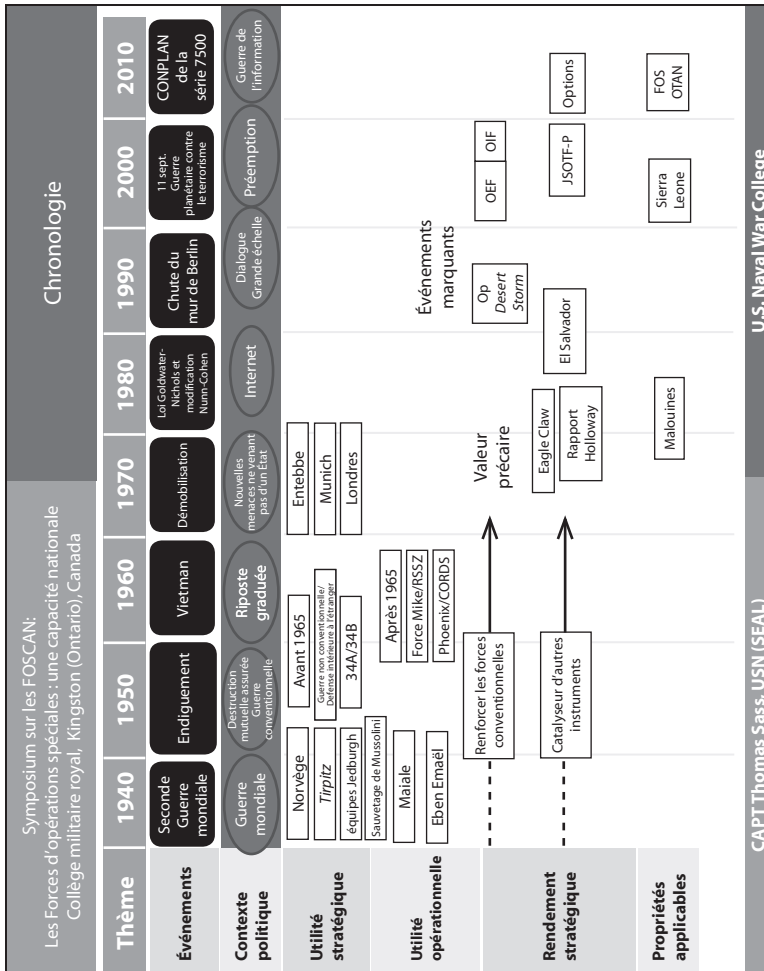 Symposium sur les FOSCAN:
Les Forces d'opérations spéciales : une capacité nationale
Collège militaire royal, Kingston (Ontario), Canada
Chronologie
Thème
1940
1950
1960
1970
1980
1990
2000
2010
Événements
Seconde
Guerre
mondiale
Endiguement
Vietman
Démobilisation
Loi Goldwater-
Nichols et
modification
Nunn-Cohen
Chute du
mur de Berlin
11 sept.
Guerre
planétaire contre
le terrorisme
CONPLAN
de la
série 7500
Contexte
politique
Guerre
mondiale
Destruction
mutuelle assurée
Guerre
conventionnelle
Riposte
graduée
Nouvelles
menaces ne venant
pas d'un État
Internet
Dialogue
Grande échelle
Préemption
Guerre de
l'information
Utilité
stratégique
Norvège
Tirpitz
équipes Jedburgh
Sauvetage de Mussolini
Avant 1965
Guerre non conventionnelle/
Défense intérieure à l'étranger
34A/34B
Entebbe
Munich
Londres
Utilité
opérationnelle
Maiale
Eben Emaël
Après 1965
Force Mike/RSSZ
Phoenix/CORDS
Événements
marquants
Rendement
stratégique
Renforcer les forces
conventionnelles
Valeur
précaire
Op
Desert
Storm
OEF
OIF
Catalyseur d'autres
instruments
Eagle Claw
Rapport
Holloway
El Salvador
JSOTF-P
Options
Propriétés
applicables
Malouines
Sierra
Leone
FOS
OTAN
CAPT Thomas Sass, USN (SEAL)
U.S. Naval War College